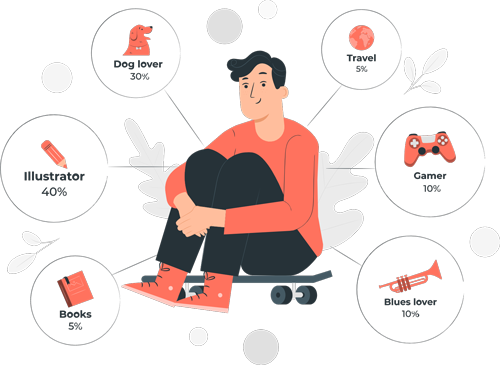 Dog lover
30%
Travel
5%
Illustrator
40%
Gamer
10%
Books
5%
Blues lover
10%